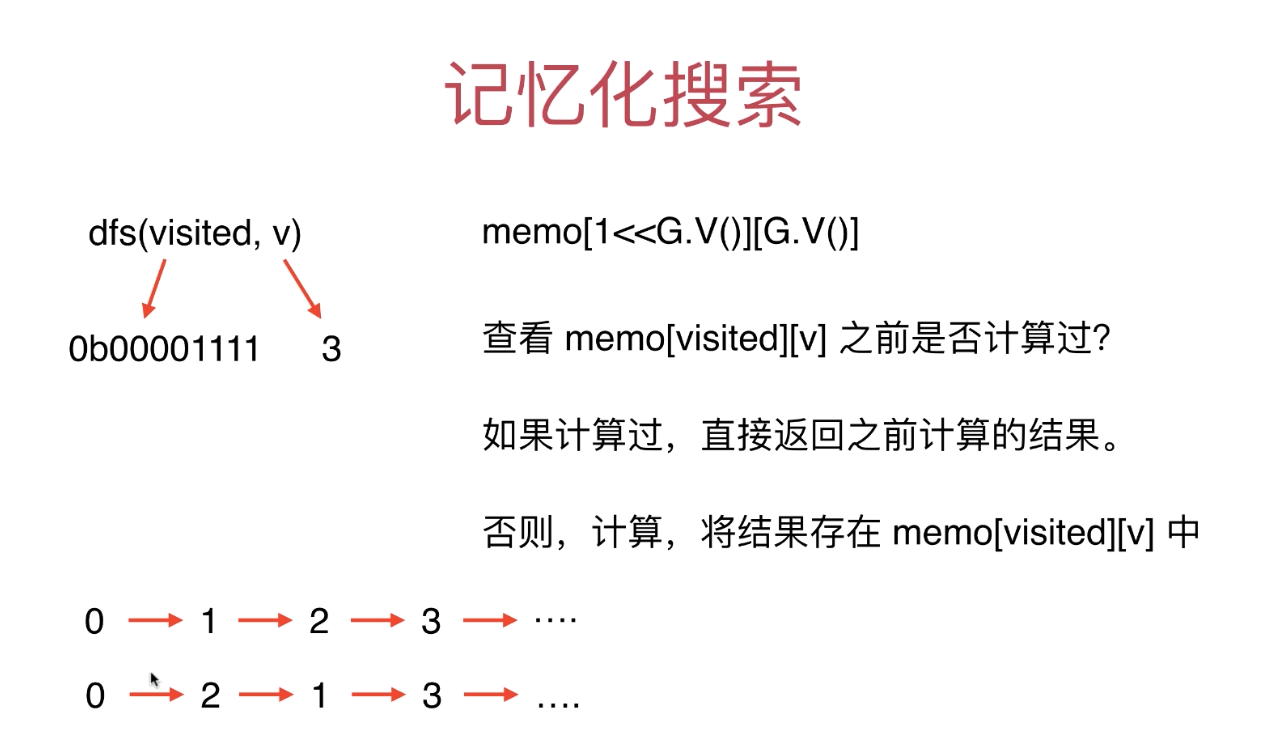 记忆化搜索
dfs(visited, v)
0b00001111 3
memo[1<<G.V()][G.V()]
查看 memo[visited][v] 之前是否计算过?
如果计算过，直接返回之前计算的结果。
否则，计算，将结果存在 memo[visited][v] 中
0 → 1 → 2 → 3 → ····
0 → 2 → 1 → 3 → ….